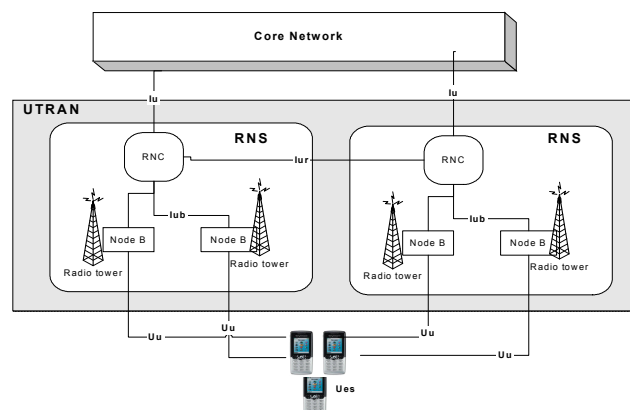 Core Network
Iu
Iu
UTRAN
RNS
RNS
RNC
Iur
RNC
Iub
Iub
Node B
Node B
Node B
Node B
Radio tower
Radio tower
Radio tower
Radio tower
Uu
Uu
Uu
Uu
Ues